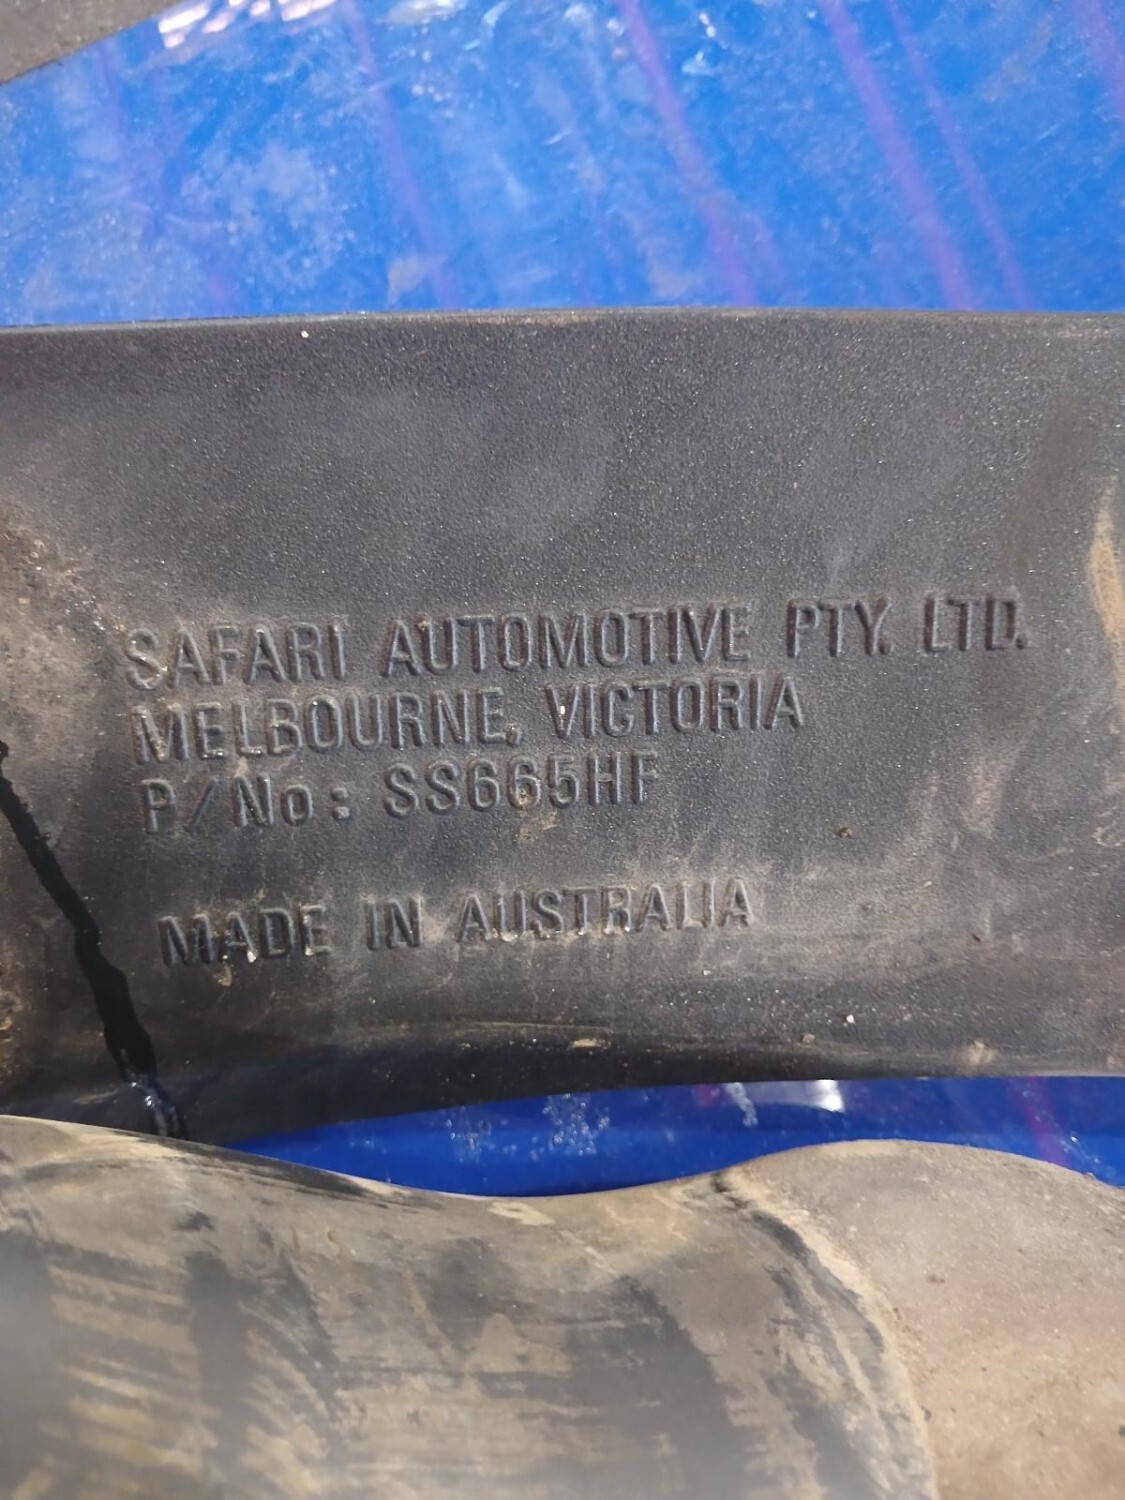 SAFARI AUTOMOTIVE PTY. LTD.
MELBOURNE, VICTORIA
P/No: SS665HF
MADE IN AUSTRALIA